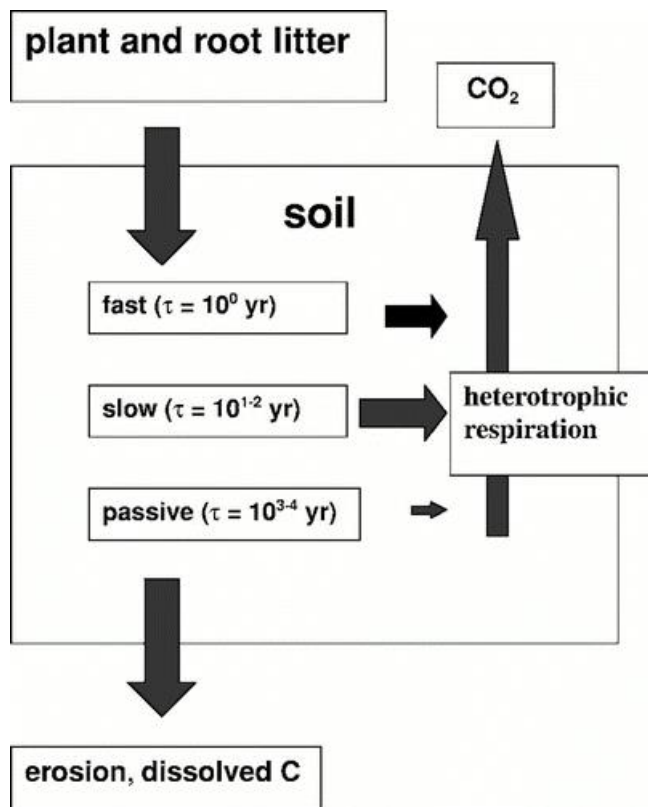 plant and root litter
CO₂
soil
fast (τ = 10⁰ yr)
slow (τ = 10¹⁻² yr)
heterotrophic
respiration
passive (τ = 10³⁻⁴ yr)
erosion, dissolved C